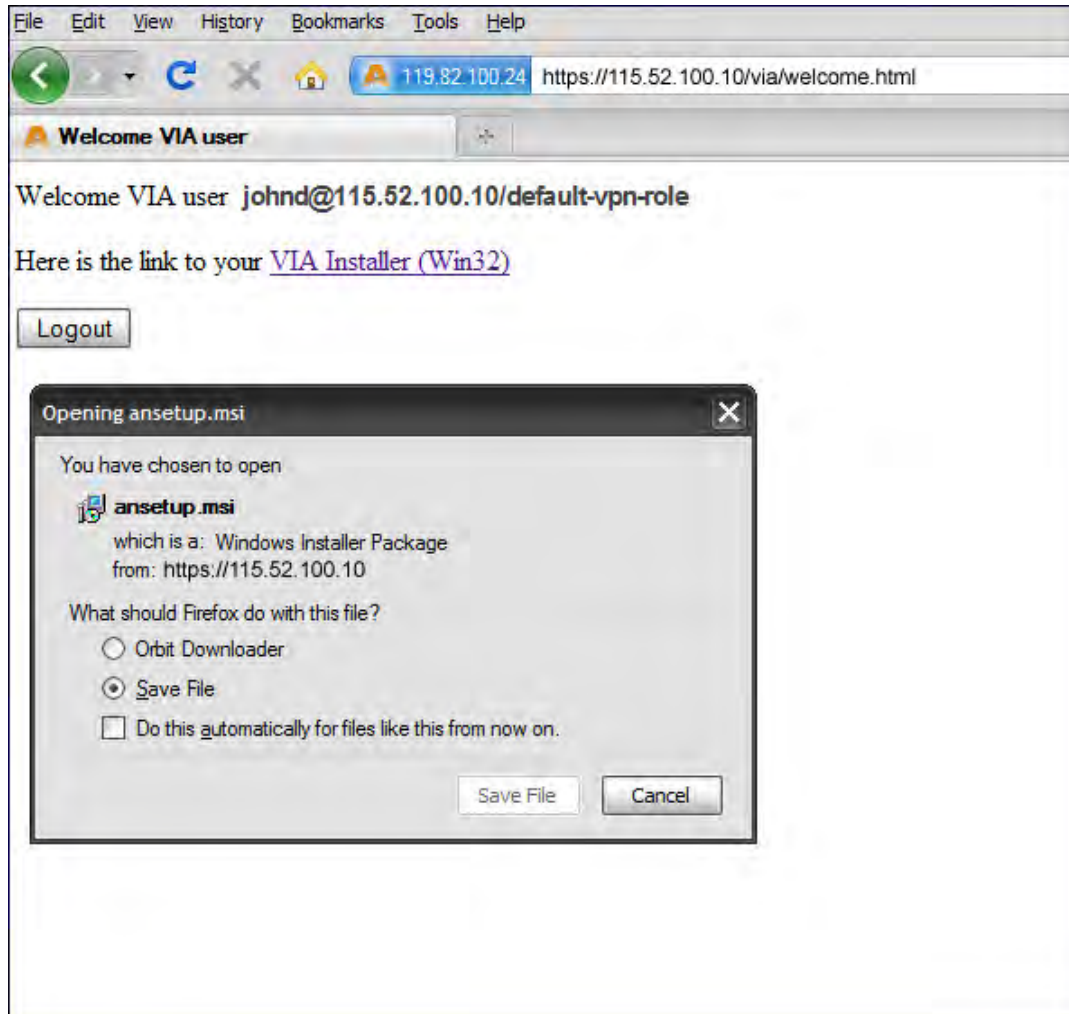 File Edit View History Bookmarks Tools Help
119.82.100.24 https://115.52.100.10/via/welcome.html
Welcome VIA user
Welcome VIA user johnd@115.52.100.10/default-vpn-role
Here is the link to your VIA Installer (Win32)
Logout
Opening ansetup.msi
You have chosen to open
ansetup.msi
which is a: Windows Installer Package
from: https://115.52.100.10
What should Firefox do with this file?
Orbit Downloader
Save File
Do this automatically for files like this from now on.
Save File Cancel